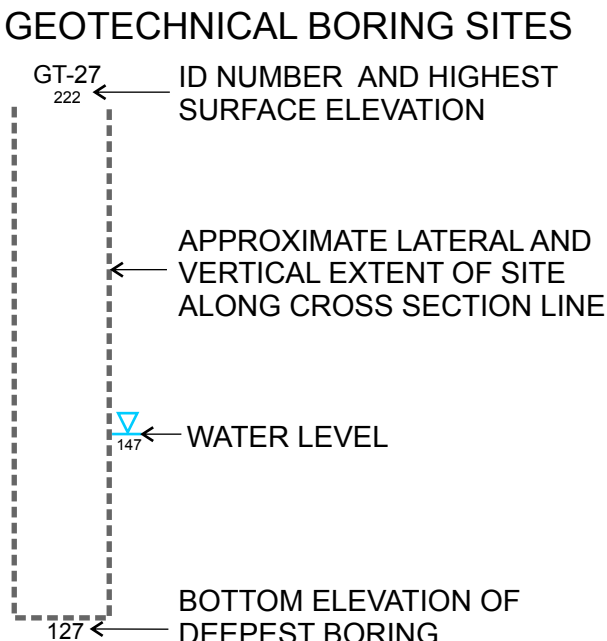 GEOTECHNICAL BORING SITES
GT-27
222
ID NUMBER AND HIGHEST
SURFACE ELEVATION
APPROXIMATE LATERAL AND
VERTICAL EXTENT OF SITE
ALONG CROSS SECTION LINE
147
WATER LEVEL
BOTTOM ELEVATION OF
DEEPEST BORING
127